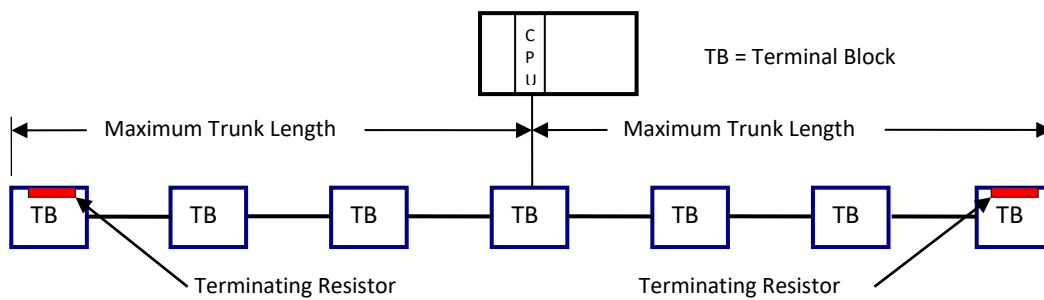 C
P
U
TB = Terminal Block
Maximum Trunk Length
Maximum Trunk Length
TB
TB
TB
TB
TB
TB
TB
Terminating Resistor
Terminating Resistor